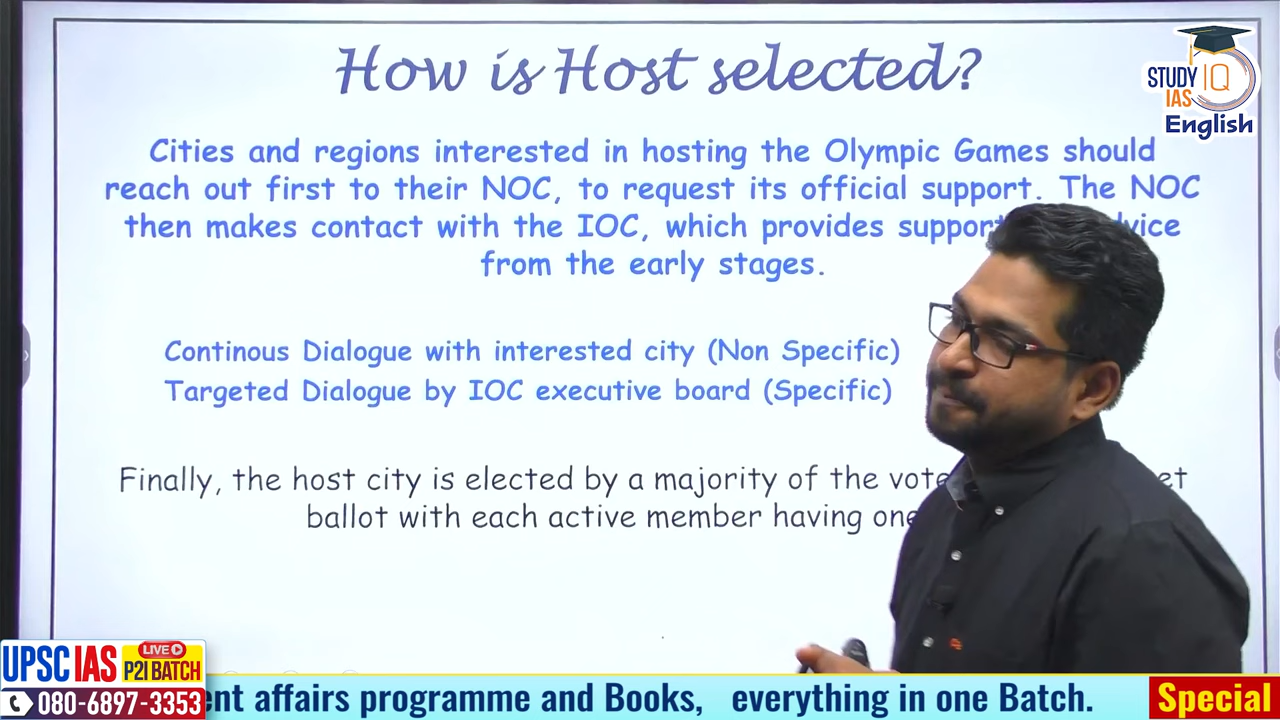 How is Host selected?
STUDY IQ
IAS
English
Cities and regions interested in hosting the Olympic Games should
reach out first to their NOC, to request its official support. The NOC
then makes contact with the IOC, which provides support
from the early stages.
Continous Dialogue with interested city (Non Specific)
Targeted Dialogue by IOC executive board (Specific)
Finally, the host city is elected by a majority of the
ballot with each active member having one
LIVE
UPSC IAS P2I BATCH
080-6897-3353
affairs programme and Books, everything in one Batch.
Special